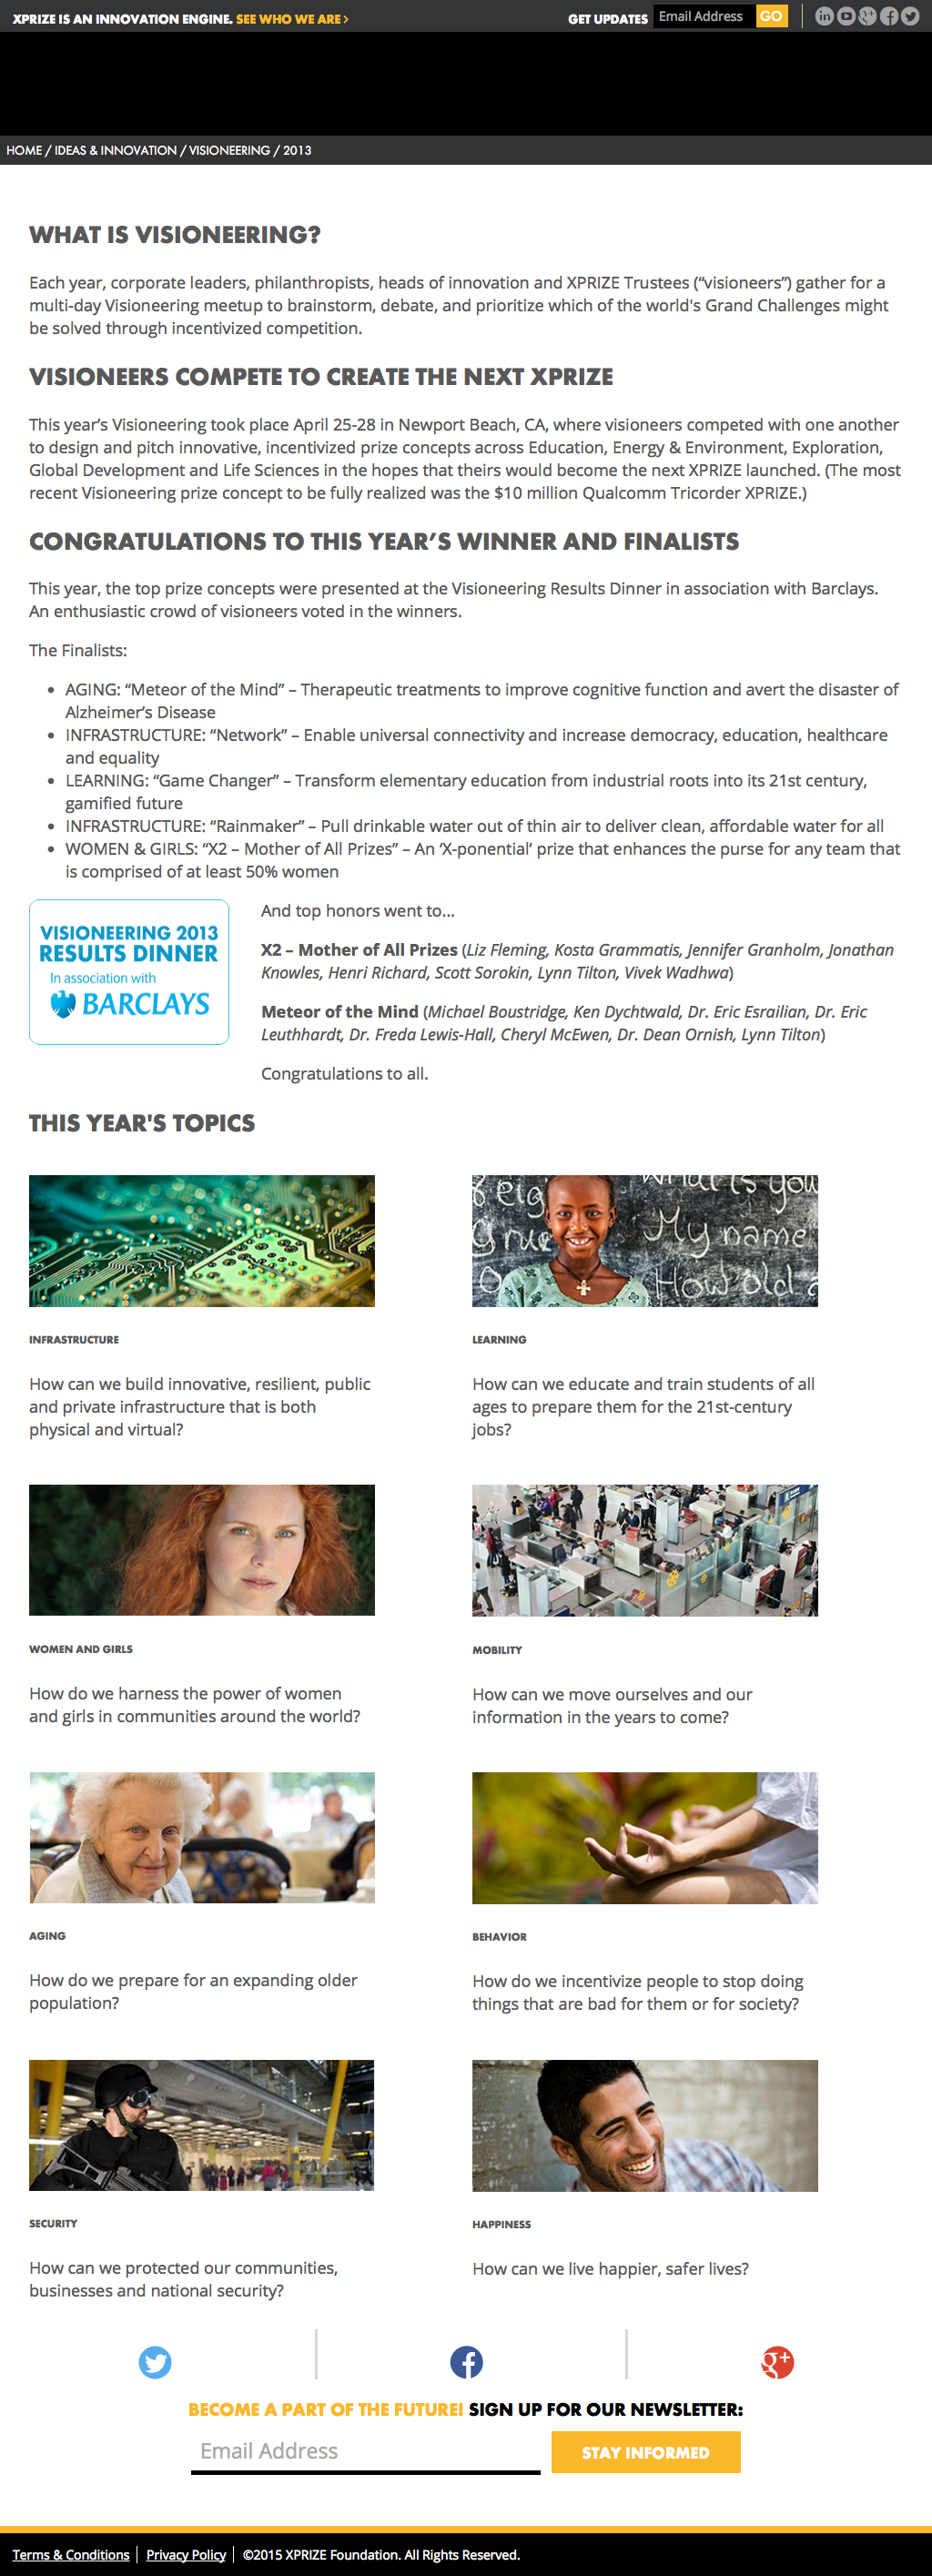 XPRIZE IS AN INNOVATION ENGINE. SEE WHO WE ARE >
GET UPDATES Email Address GO
HOME / IDEAS & INNOVATION / VISIONEERING / 2013
WHAT IS VISIONEERING?
Each year, corporate leaders, philanthropists, heads of innovation and XPRIZE Trustees (“visioneers”) gather for a
multi-day Visioneering meetup to brainstorm, debate, and prioritize which of the world's Grand Challenges might
be solved through incentivized competition.
VISIONEERS COMPETE TO CREATE THE NEXT XPRIZE
This year’s Visioneering took place April 25-28 in Newport Beach, CA, where visioneers competed with one another
to design and pitch innovative, incentivized prize concepts across Education, Energy & Environment, Exploration,
Global Development and Life Sciences in the hopes that theirs would become the next XPRIZE launched. (The most
recent Visioneering prize concept to be fully realized was the $10 million Qualcomm Tricorder XPRIZE.)
CONGRATULATIONS TO THIS YEAR’S WINNER AND FINALISTS
This year, the top prize concepts were presented at the Visioneering Results Dinner in association with Barclays.
An enthusiastic crowd of visioneers voted in the winners.
The Finalists:
• AGING: “Meteor of the Mind” – Therapeutic treatments to improve cognitive function and avert the disaster of
Alzheimer’s Disease
• INFRASTRUCTURE: “Network” – Enable universal connectivity and increase democracy, education, healthcare
and equality
• LEARNING: “Game Changer” – Transform elementary education from industrial roots into its 21st century,
gamified future
• INFRASTRUCTURE: “Rainmaker” – Pull drinkable water out of thin air to deliver clean, affordable water for all
• WOMEN & GIRLS: “X2 – Mother of All Prizes” – An ‘X-ponential’ prize that enhances the purse for any team that
is comprised of at least 50% women
VISIONEERING 2013
RESULTS DINNER
In association with
BARCLAYS
And top honors went to...
X2 – Mother of All Prizes (Liz Fleming, Kosta Grammatis, Jennifer Granholm, Jonathan
Knowles, Henri Richard, Scott Sorokin, Lynn Tilton, Vivek Wadhwa)
Meteor of the Mind (Michael Boustridge, Ken Dychtwald, Dr. Eric Esrailian, Dr. Eric
Leuthhardt, Dr. Freda Lewis-Hall, Cheryl McEwen, Dr. Dean Ornish, Lynn Tilton)
Congratulations to all.
THIS YEAR'S TOPICS
What is you
My name
How old
INFRASTRUCTURE
How can we build innovative, resilient, public
and private infrastructure that is both
physical and virtual?
LEARNING
How can we educate and train students of all
ages to prepare them for the 21st-century
jobs?
WOMEN AND GIRLS
How do we harness the power of women
and girls in communities around the world?
MOBILITY
How can we move ourselves and our
information in the years to come?
AGING
How do we prepare for an expanding older
population?
BEHAVIOR
How do we incentivize people to stop doing
things that are bad for them or for society?
SECURITY
How can we protected our communities,
businesses and national security?
HAPPINESS
How can we live happier, safer lives?
BECOME A PART OF THE FUTURE! SIGN UP FOR OUR NEWSLETTER:
Email Address
STAY INFORMED
Terms & Conditions | Privacy Policy | ©2015 XPRIZE Foundation. All Rights Reserved.